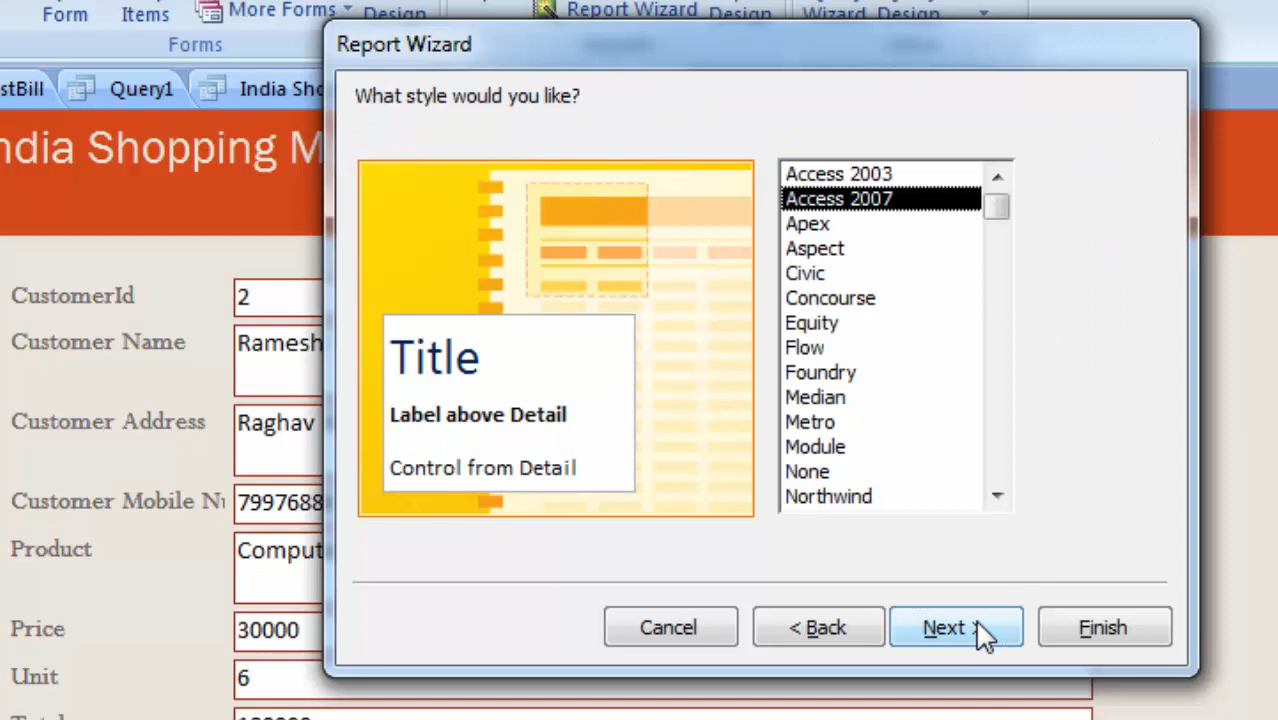 Form
Items
More Forms
Design
Report Wizard
Design
Wizard
Design
Forms
Report Wizard
stBill
Query1
India Sho
What style would you like?
ndia Shopping M
Access 2003
Access 2007
Apex
Aspect
Civic
Concourse
Equity
Flow
Foundry
Median
Metro
Module
None
Northwind
Title
Label above Detail
Control from Detail
CustomerId
2
Customer Name
Ramesh
Customer Address
Raghav
Customer Mobile Nu
7997688
Product
Comput
Price
30000
Unit
6
Cancel
< Back
Next >
Finish